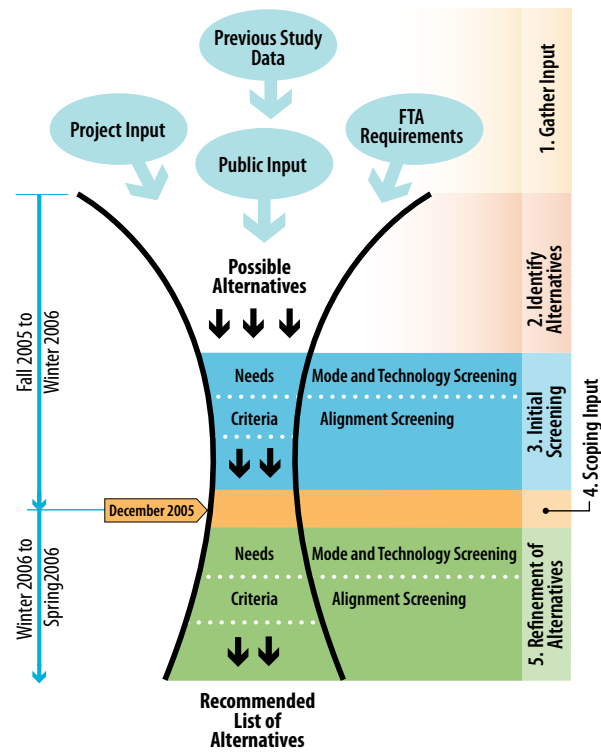 Previous Study
Data
Project Input
FTA
Requirements
Public Input
1. Gather Input
Possible
Alternatives
2. Identify
Alternatives
Fall 2005 to
Winter 2006
Needs
Mode and Technology Screening
Criteria
Alignment Screening
3. Initial
Screening
4. Scoping Input
December 2005
Winter 2006 to
Spring2006
Needs
Mode and Technology Screening
Criteria
Alignment Screening
5. Refinement of
Alternatives
Recommended
List of
Alternatives